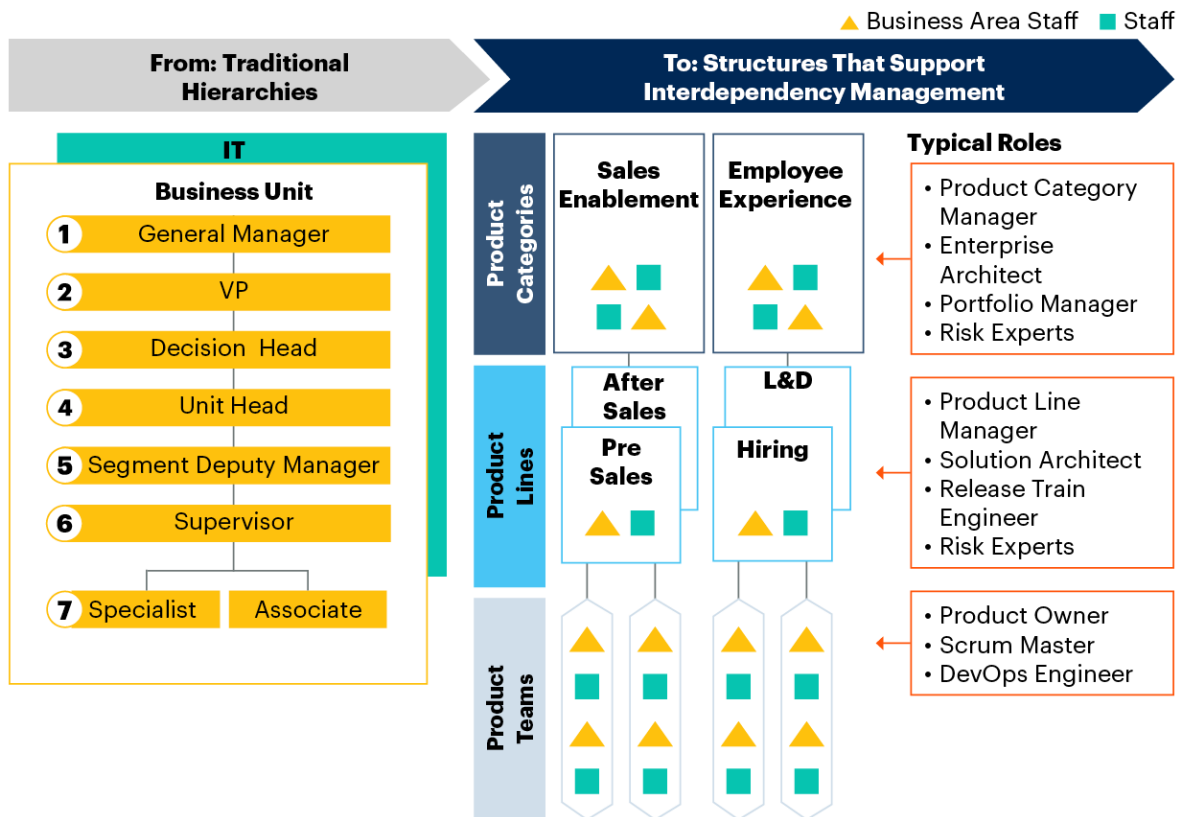 Business Area Staff
Staff
From: Traditional
Hierarchies
To: Structures That Support
Interdependency Management
IT
Business Unit
1 General Manager
2 VP
3 Decision Head
4 Unit Head
5 Segment Deputy Manager
6 Supervisor
7 Specialist
Associate
Product
Categories
Sales
Enablement
Employee
Experience
Product
Lines
After
Sales
Pre
Sales
L&D
Hiring
Product
Teams
Typical Roles
• Product Category
Manager
• Enterprise
Architect
• Portfolio Manager
• Risk Experts
• Product Line
Manager
• Solution Architect
• Release Train
Engineer
• Risk Experts
• Product Owner
• Scrum Master
• DevOps Engineer